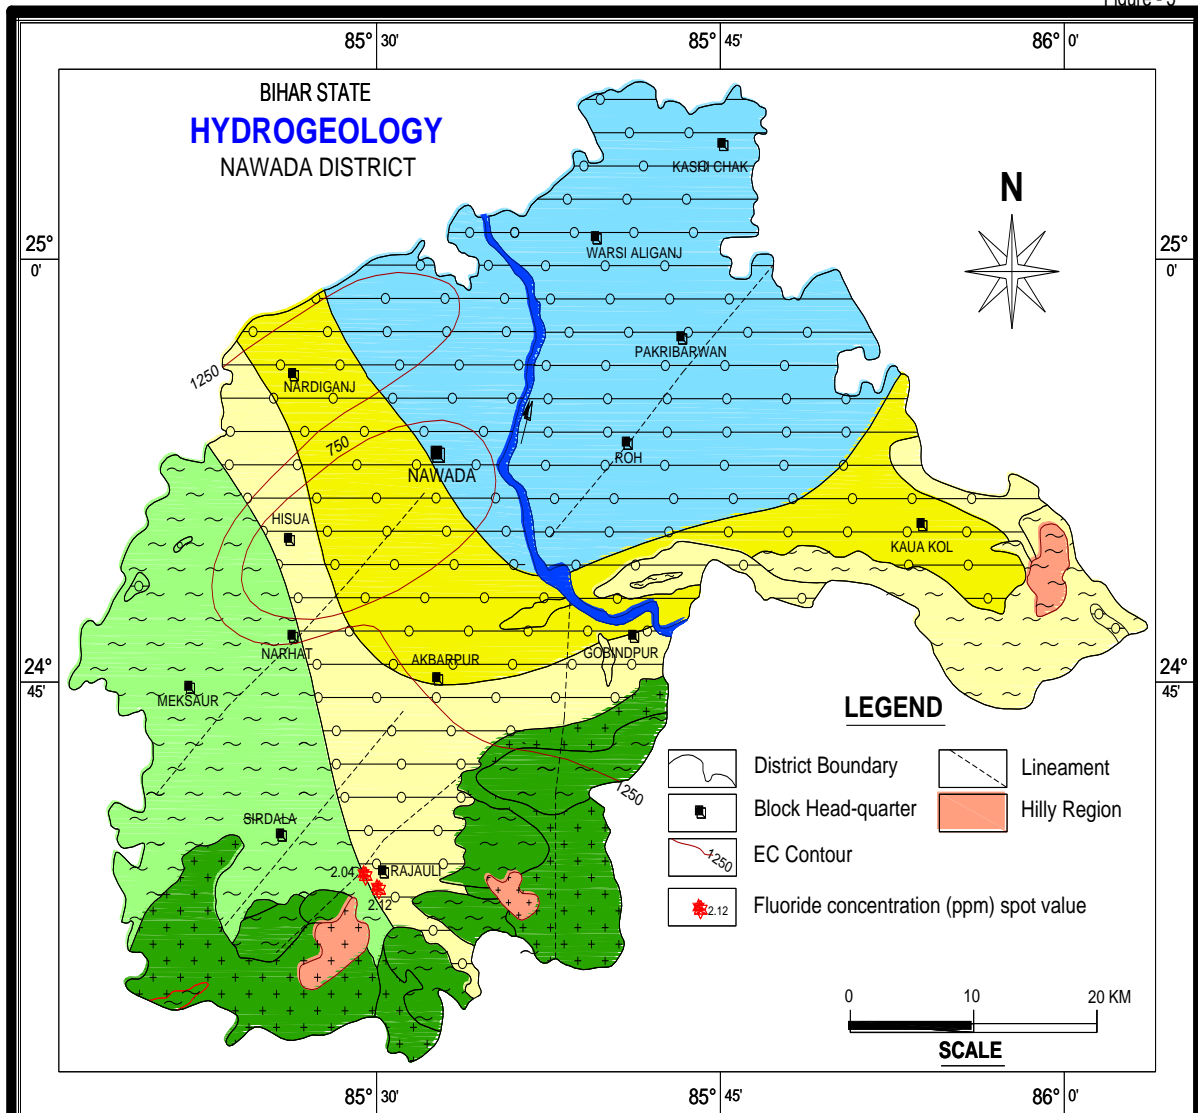 Figure - 5
85° 30'
85° 45'
86° 0'
BIHAR STATE
HYDROGEOLOGY
NAWADA DISTRICT
N
25° 0'
25° 0'
KASHI CHAK
WARSI ALIGANJ
PAKRIBARWAN
1250
NARDIGANJ
750
NAWADA
ROH
HISUA
KAUA KOL
NARHAT
AKBARPUR
GOBINDPUR
24° 45'
24° 45'
MEKSAUR
1250
SIRDALA
2.04
RAJAULI
2.12
LEGEND
District Boundary
Lineament
Block Head-quarter
Hilly Region
1250
EC Contour
2.12
Fluoride concentration (ppm) spot value
0 10 20 KM
SCALE
85° 30'
85° 45'
86° 0'